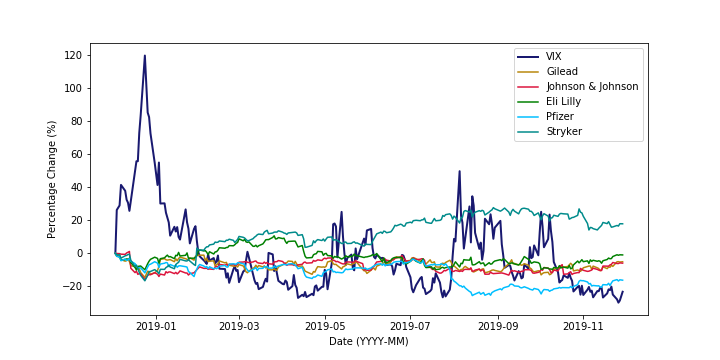 120
100
80
60
40
20
0
−20
Percentage Change (%)
VIX
Gilead
Johnson & Johnson
Eli Lilly
Pfizer
Stryker
2019-01
2019-03
2019-05
2019-07
2019-09
2019-11
Date (YYYY-MM)